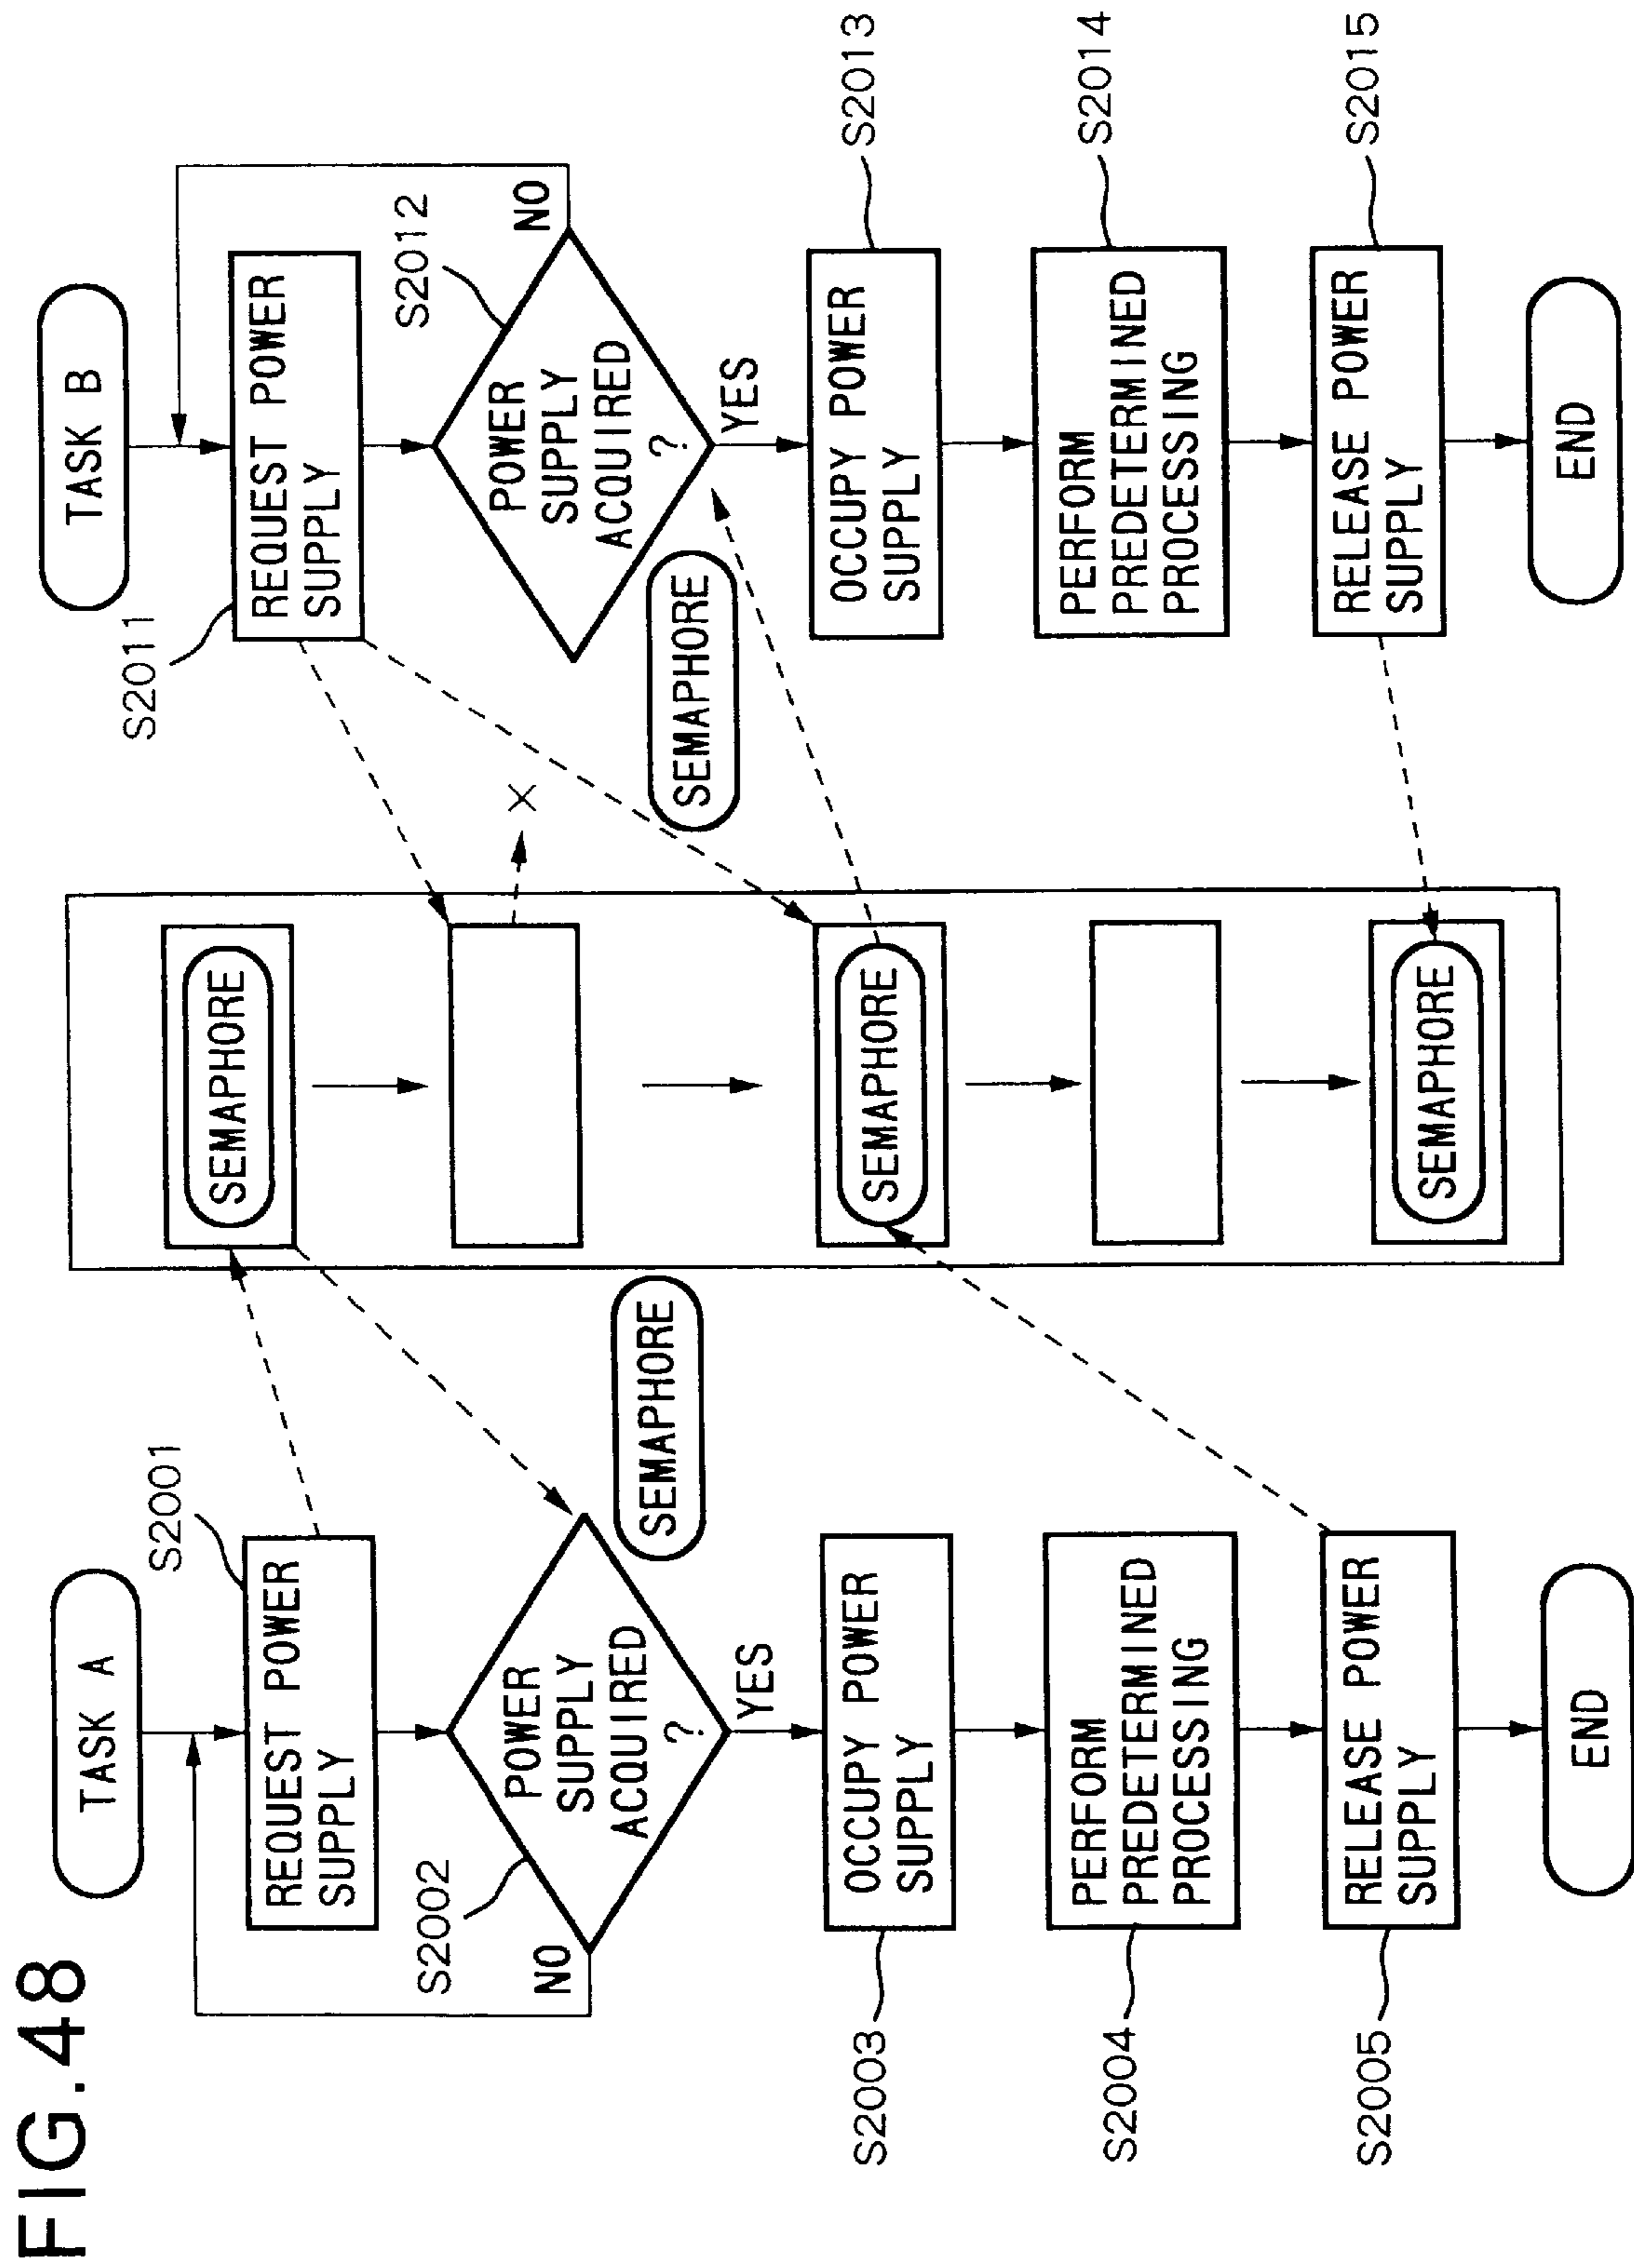 FIG.48
TASK A
S2001
REQUEST POWER
SUPPLY
S2002
POWER
SUPPLY
ACQUIRED
?
NO
YES
SEMAPHORE
S2003
OCCUPY POWER
SUPPLY
S2004
PERFORM
PREDETERMINED
PROCESSING
S2005
RELEASE POWER
SUPPLY
END
SEMAPHORE
SEMAPHORE
SEMAPHORE
TASK B
S2011
REQUEST POWER
SUPPLY
X
S2012
POWER
SUPPLY
ACQUIRED
?
NO
YES
SEMAPHORE
OCCUPY POWER
SUPPLY
S2013
PERFORM
PREDETERMINED
PROCESSING
S2014
RELEASE POWER
SUPPLY
S2015
END